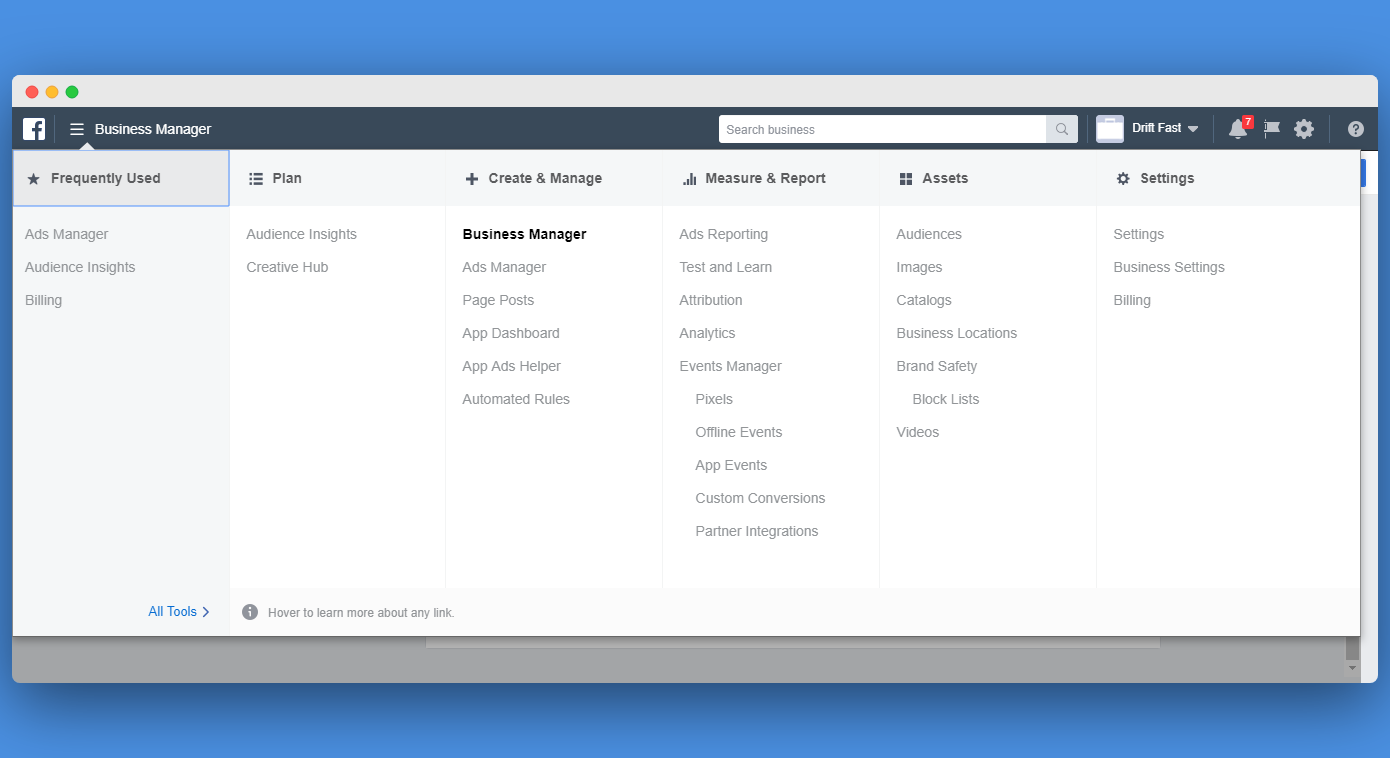 Business Manager
Search business
Drift Fast
7
Frequently Used
Ads Manager
Audience Insights
Billing
All Tools
Plan
Audience Insights
Creative Hub
Create & Manage
Business Manager
Ads Manager
Page Posts
App Dashboard
App Ads Helper
Automated Rules
Measure & Report
Ads Reporting
Test and Learn
Attribution
Analytics
Events Manager
Pixels
Offline Events
App Events
Custom Conversions
Partner Integrations
Assets
Audiences
Images
Catalogs
Business Locations
Brand Safety
Block Lists
Videos
Settings
Settings
Business Settings
Billing
Hover to learn more about any link.